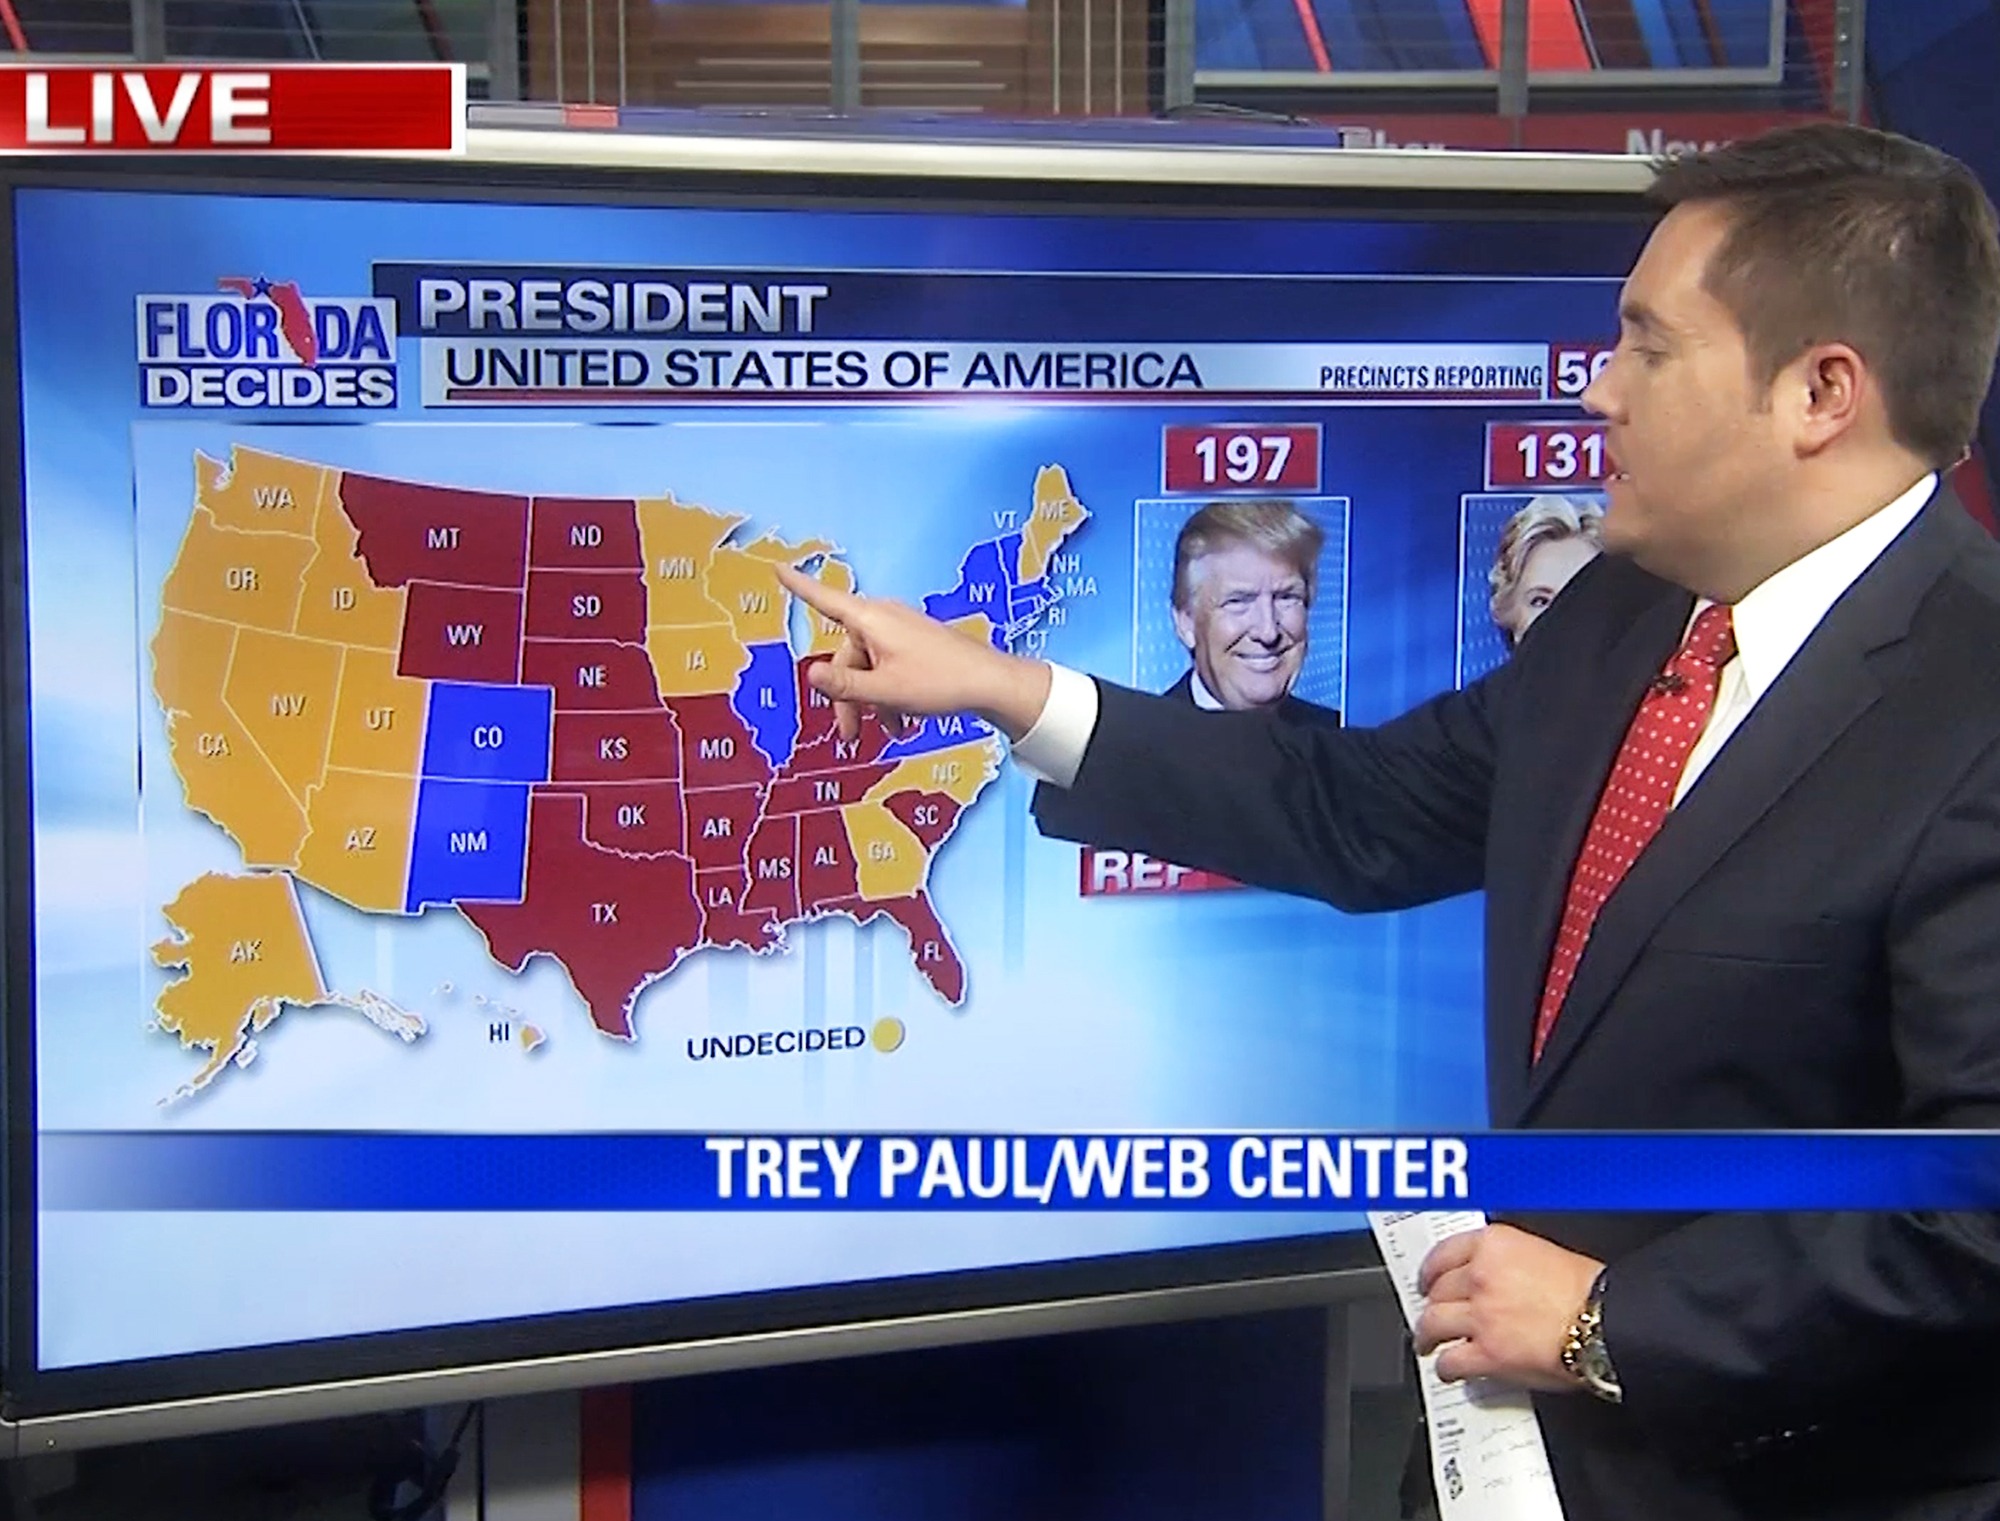 LIVE
FLORIDA
DECIDES
PRESIDENT
UNITED STATES OF AMERICA
PRECINCTS REPORTING
197
131
WA
MT
ND
MN
OR
ID
SD
WI
WY
NE
IA
NV
UT
CO
KS
MO
IL
KY
CA
AZ
NM
OK
AR
TN
TX
LA
MS
AL
GA
SC
NC
VA
FL
AK
HI
VT
ME
NH
NY
MA
RI
CT
UNDECIDED
TREY PAUL/WEB CENTER